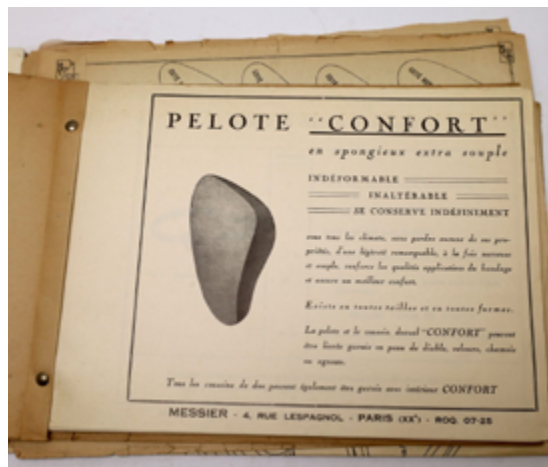 PELOTE "CONFORT"
en spongieux extra souple
INDÉFORMABLE
INALTÉRABLE
SE CONSERVE INDÉFINIMENT
sous tous les climats, sans perdre aucune de ses pro-
priétés, d'une légèreté remarquable, à la fois nerveuse
et souple, renforce les qualités applications du bandage
et assure un meilleur confort.
Existe en toutes tailles et en toutes formes.
La pelote et le coussin dorsal "CONFORT" peuvent
être livrés garnis en peau de diable, velours, chamois
ou agneau.
Tous les coussins de dos peuvent également être garnis avec intérieur CONFORT
MESSIER - 4, RUE LESPAGNOL - PARIS (XXᵉ) - ROQ. 07-25